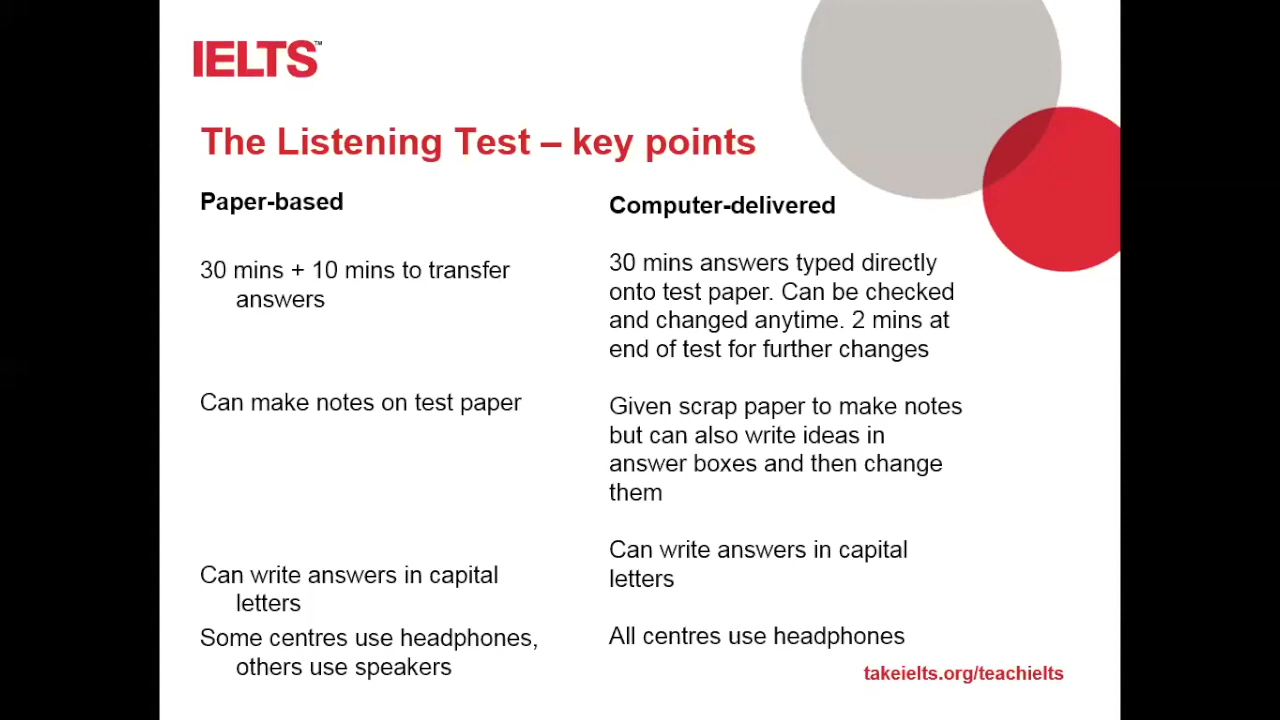 IELTS™
The Listening Test – key points
Paper-based
30 mins + 10 mins to transfer
answers
Can make notes on test paper
Can write answers in capital
letters
Some centres use headphones,
others use speakers
Computer-delivered
30 mins answers typed directly
onto test paper. Can be checked
and changed anytime. 2 mins at
end of test for further changes
Given scrap paper to make notes
but can also write ideas in
answer boxes and then change
them
Can write answers in capital
letters
All centres use headphones
takeielts.org/teachielts